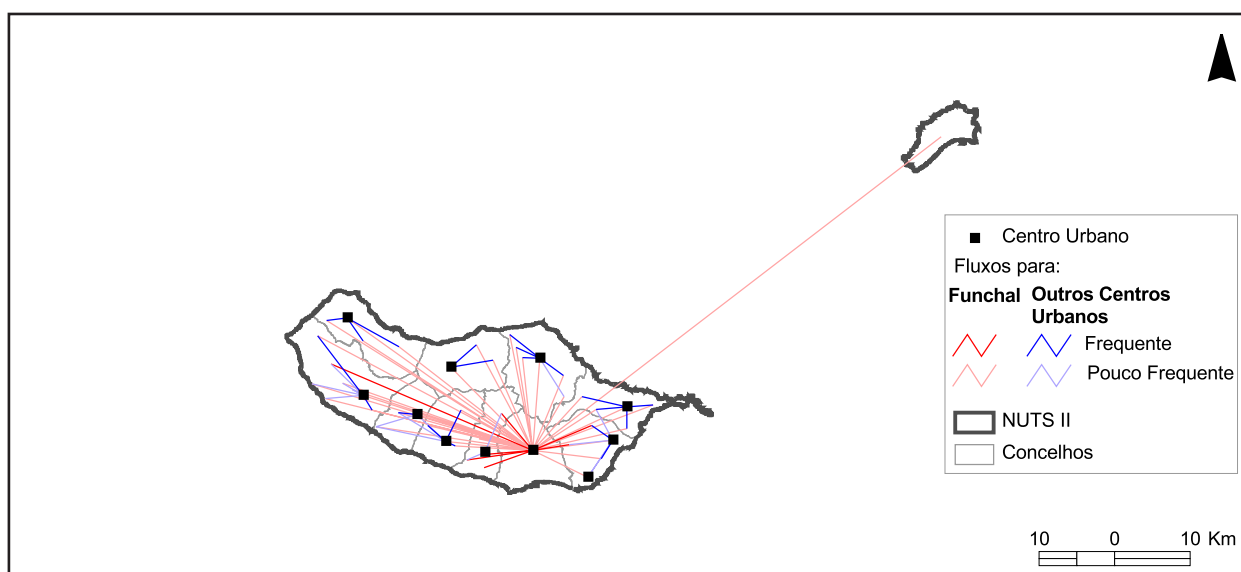 Centro Urbano
Fluxos para:
Funchal Outros Centros
Urbanos
Frequente
Pouco Frequente
NUTS II
Concelhos
10 0 10 Km